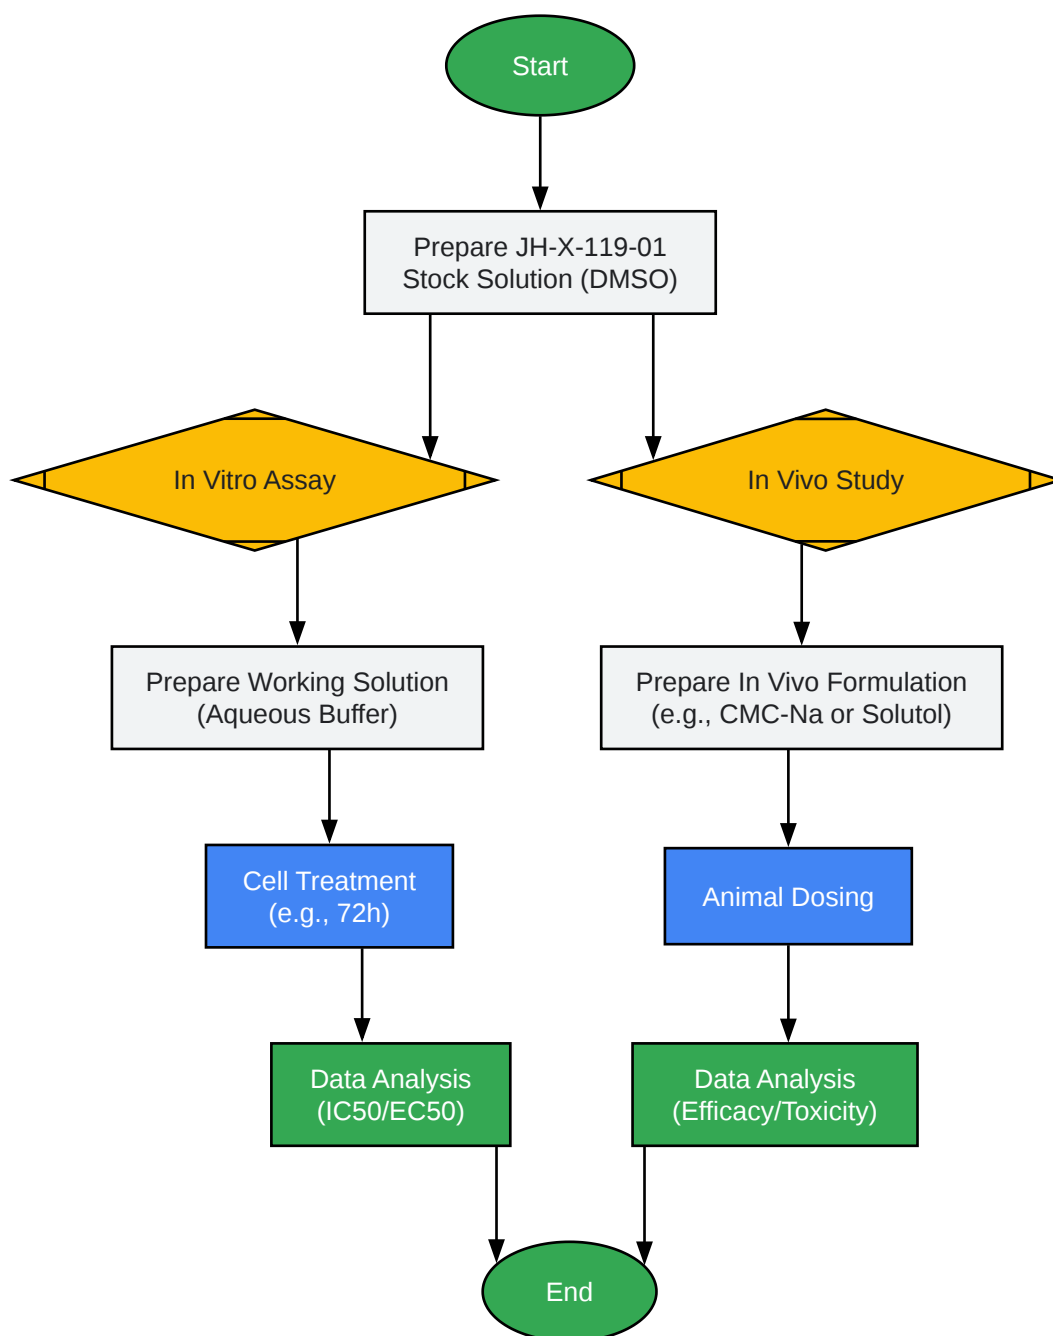 Start
Prepare JH-X-119-01
Stock Solution (DMSO)
In Vitro Assay
In Vivo Study
Prepare Working Solution
(Aqueous Buffer)
Prepare In Vivo Formulation
(e.g., CMC-Na or Solutol)
Cell Treatment
(e.g., 72h)
Animal Dosing
Data Analysis
(IC50/EC50)
Data Analysis
(Efficacy/Toxicity)
End